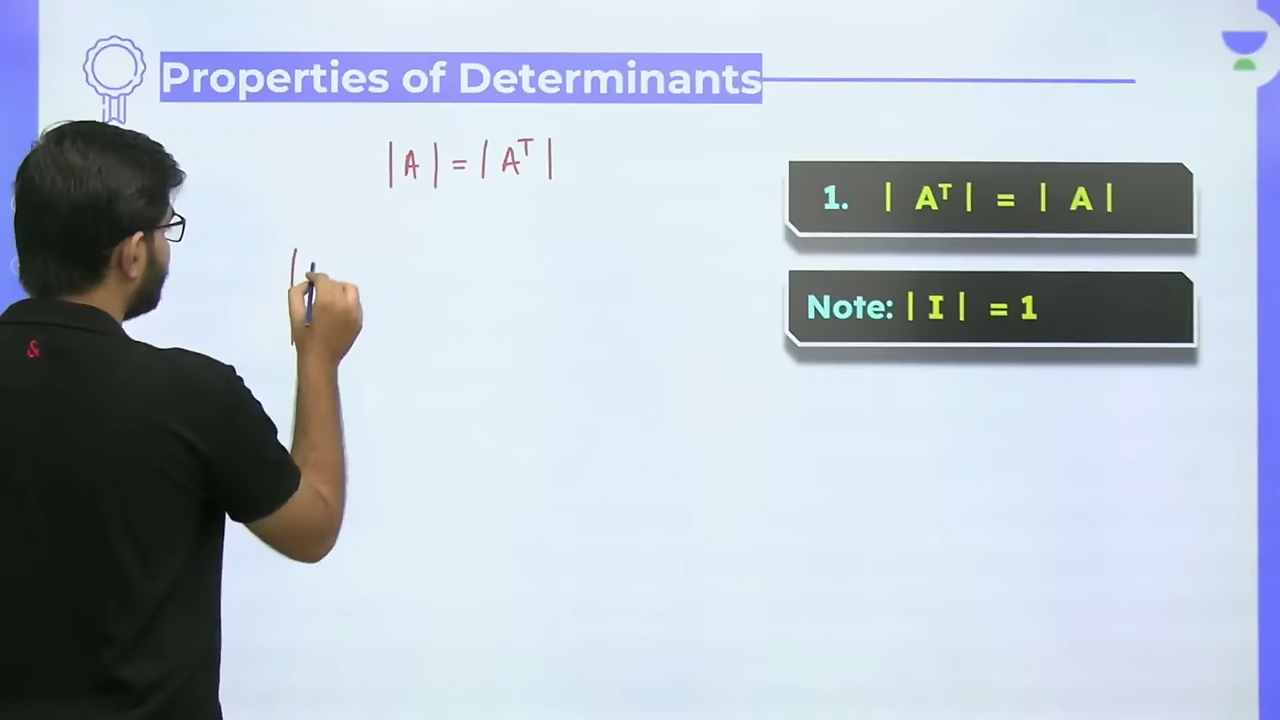 Properties of Determinants
|A| = |Aᵀ|
1. | Aᵀ | = | A |
Note: | I | = 1
&